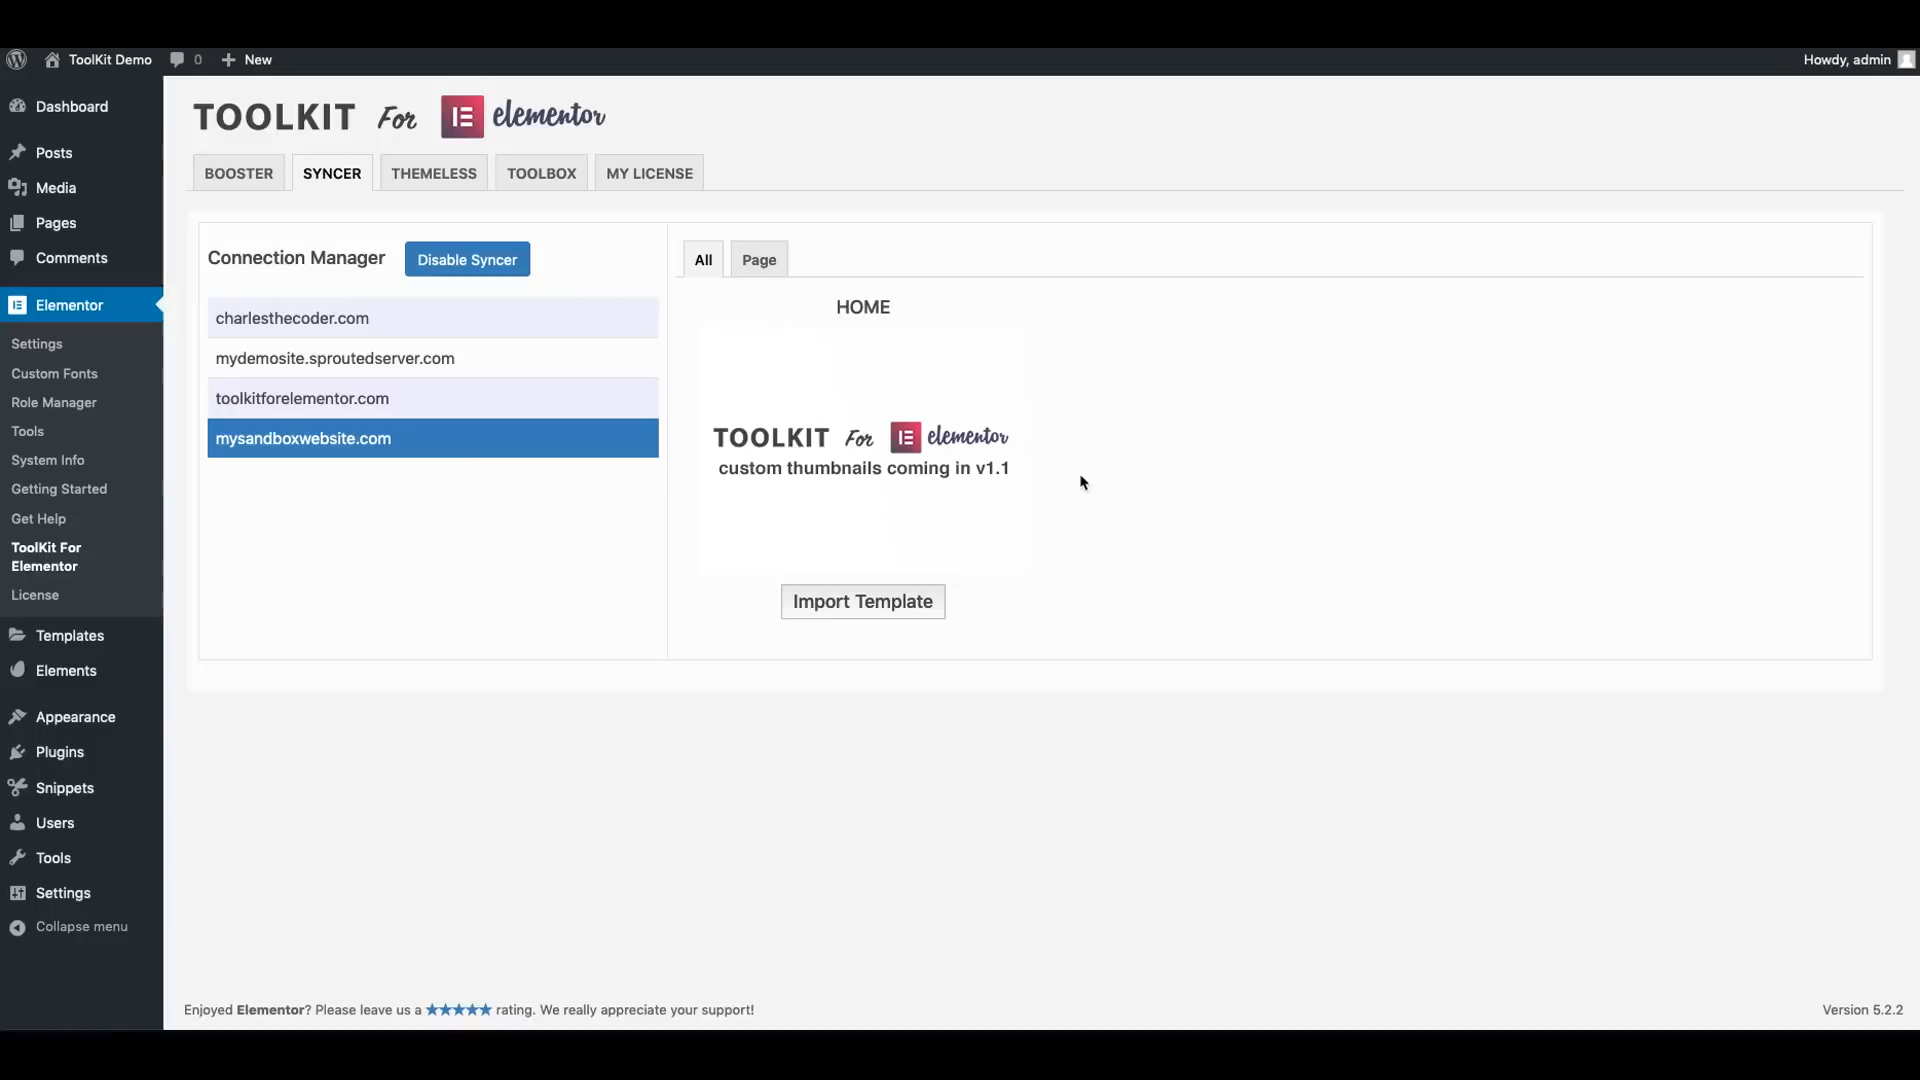 ToolKit Demo 0 New Howdy, admin
Dashboard
Posts
Media
Pages
Comments
Elementor
Settings
Custom Fonts
Role Manager
Tools
System Info
Getting Started
Get Help
ToolKit For
Elementor
License
Templates
Elements
Appearance
Plugins
Snippets
Users
Tools
Settings
Collapse menu
TOOLKIT For elementor
BOOSTER SYNCER THEMELESS TOOLBOX MY LICENSE
Connection Manager Disable Syncer
charlesthecoder.com
mydemosite.sproutedserver.com
toolkitforelementor.com
mysandboxwebsite.com
All Page
HOME
TOOLKIT For elementor
custom thumbnails coming in v1.1
Import Template
Enjoyed Elementor? Please leave us a ★★★★★ rating. We really appreciate your support!
Version 5.2.2